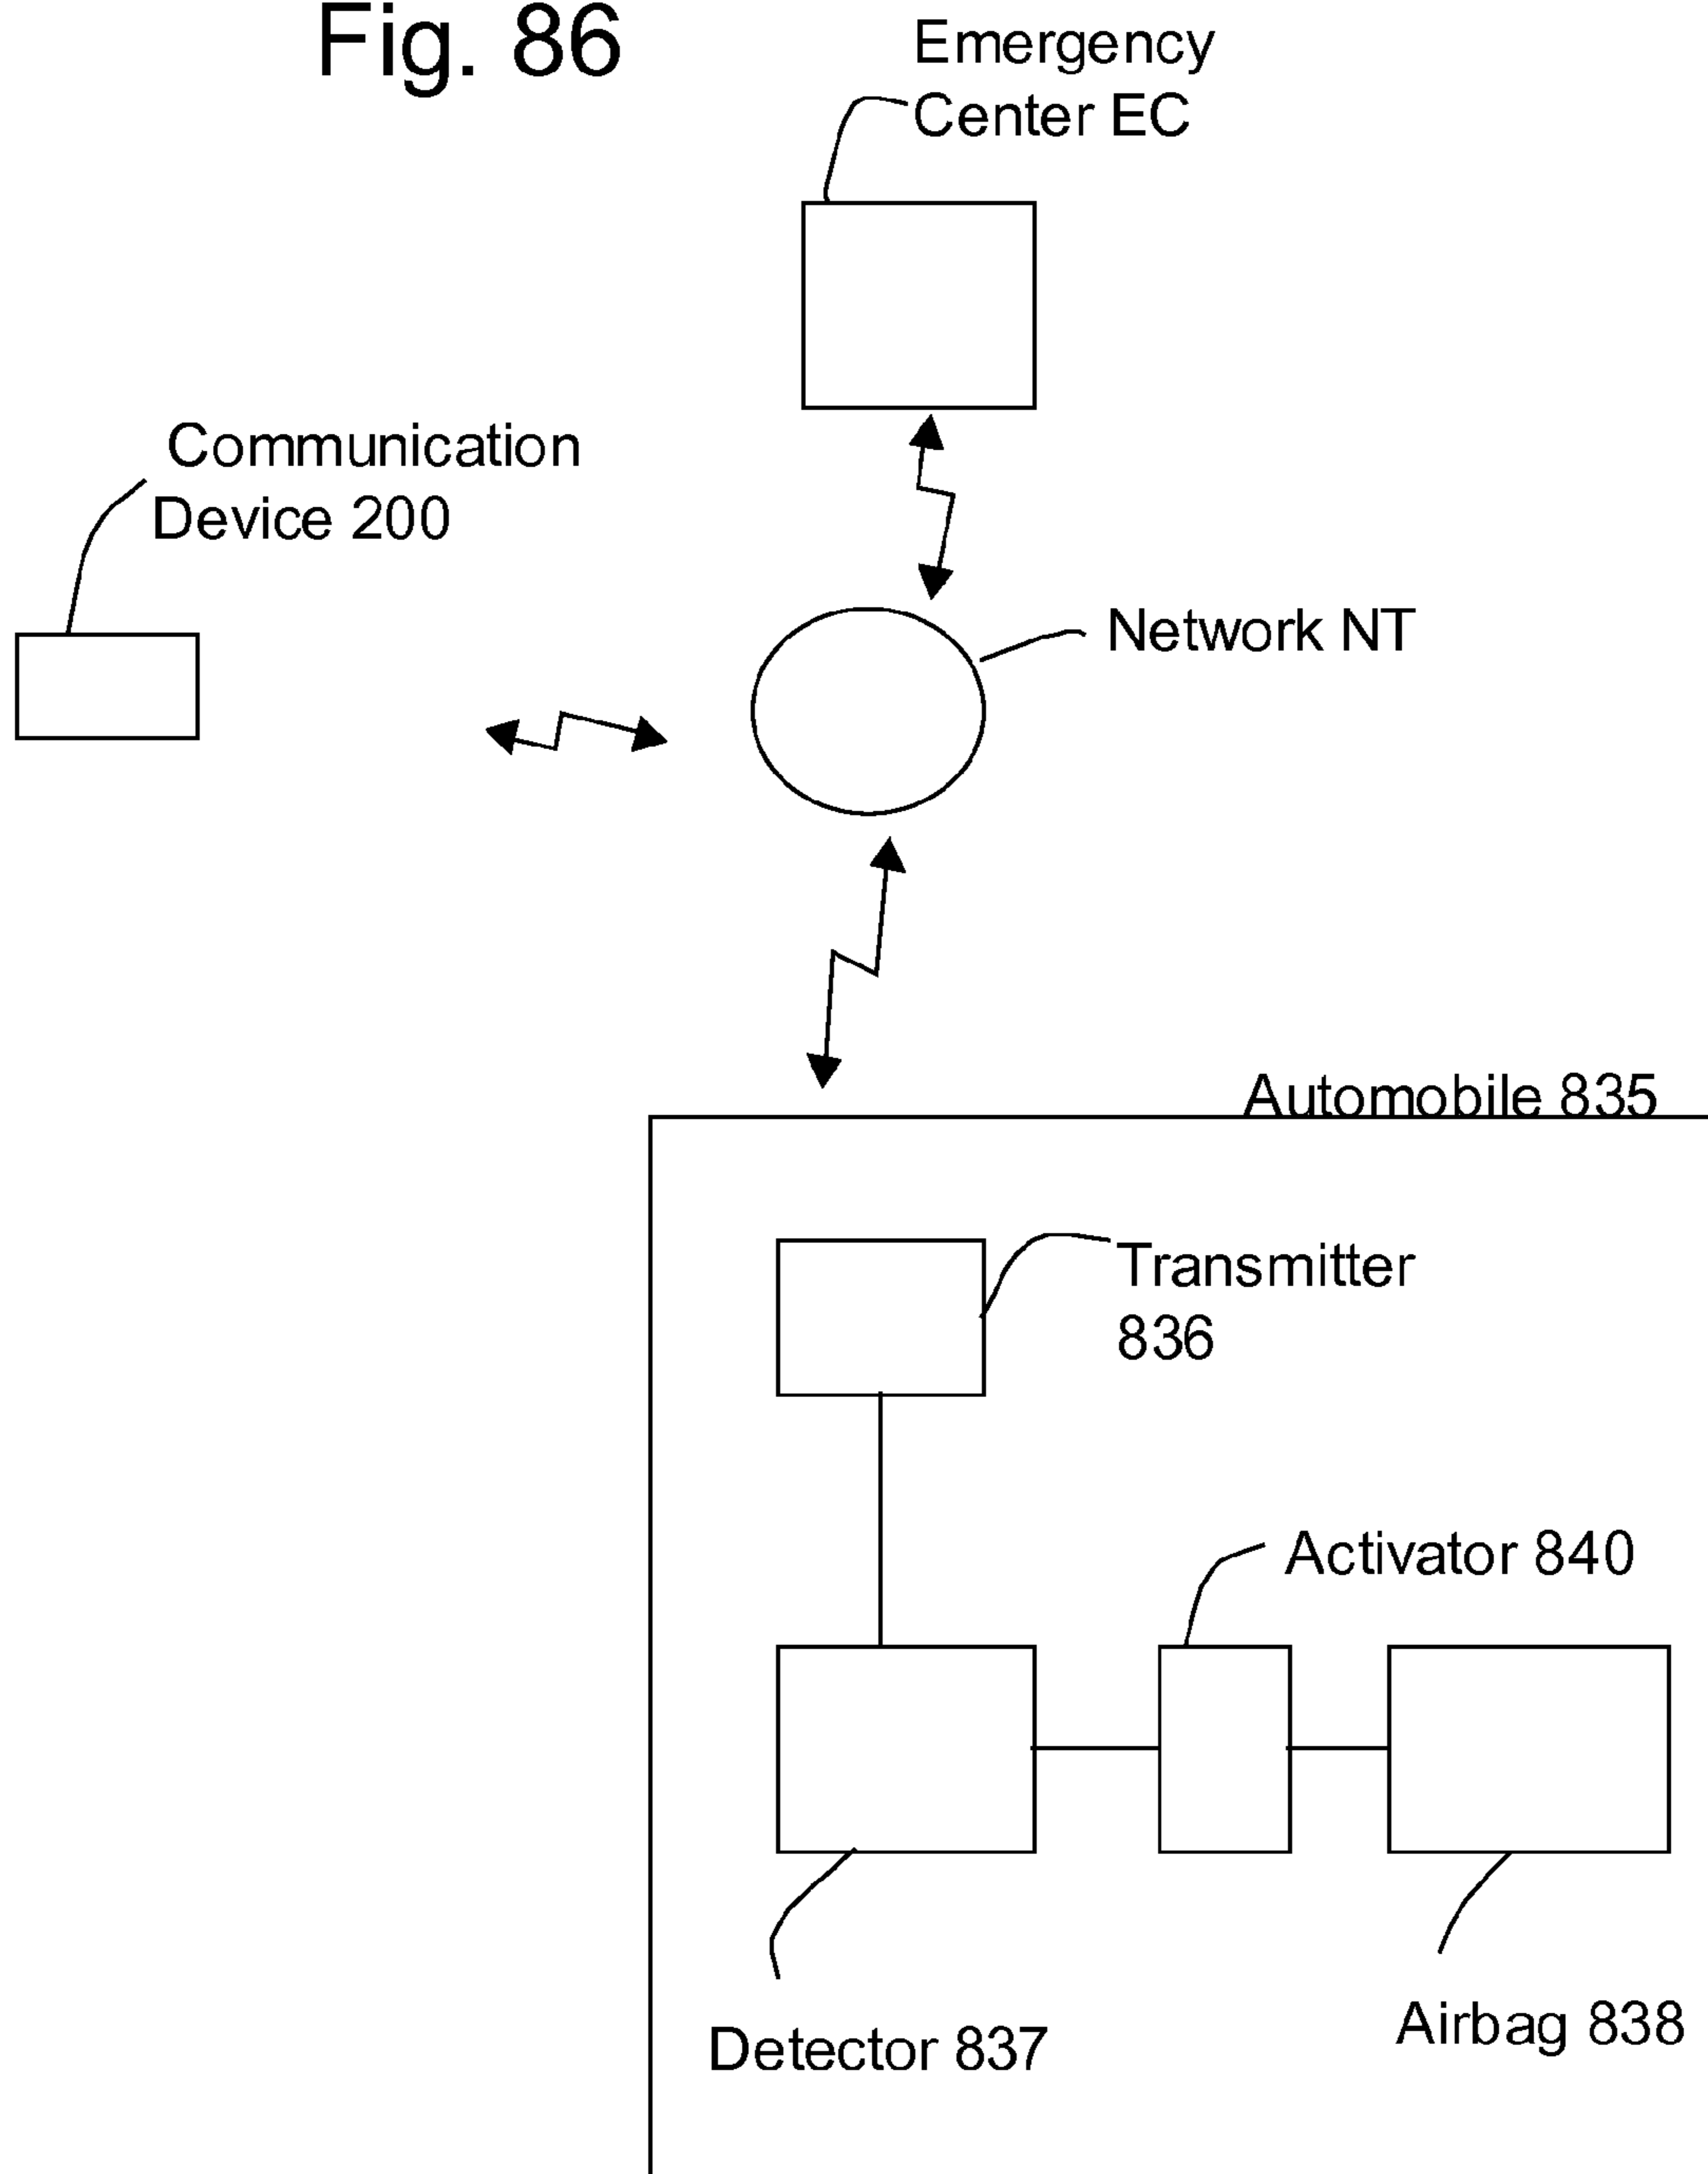 Fig. 86
Emergency
Center EC
Communication
Device 200
Network NT
Automobile 835
Transmitter
836
Activator 840
Detector 837
Airbag 838